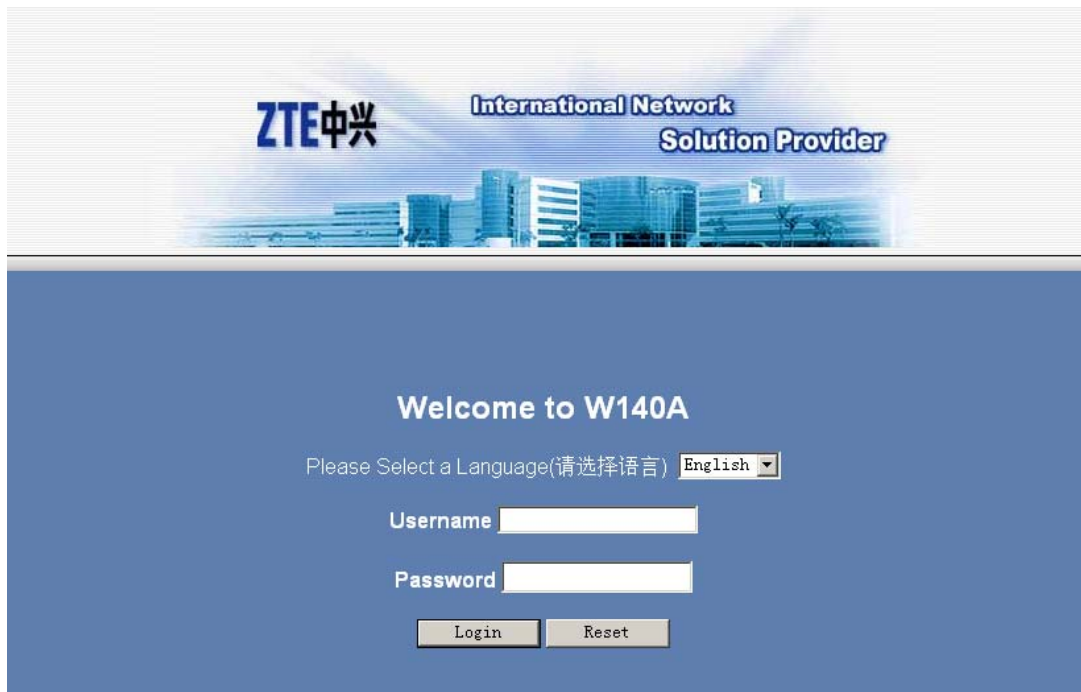 ZTE中兴
International Network
Solution Provider
Welcome to W140A
Please Select a Language(请选择语言) English
Username
Password
Login Reset